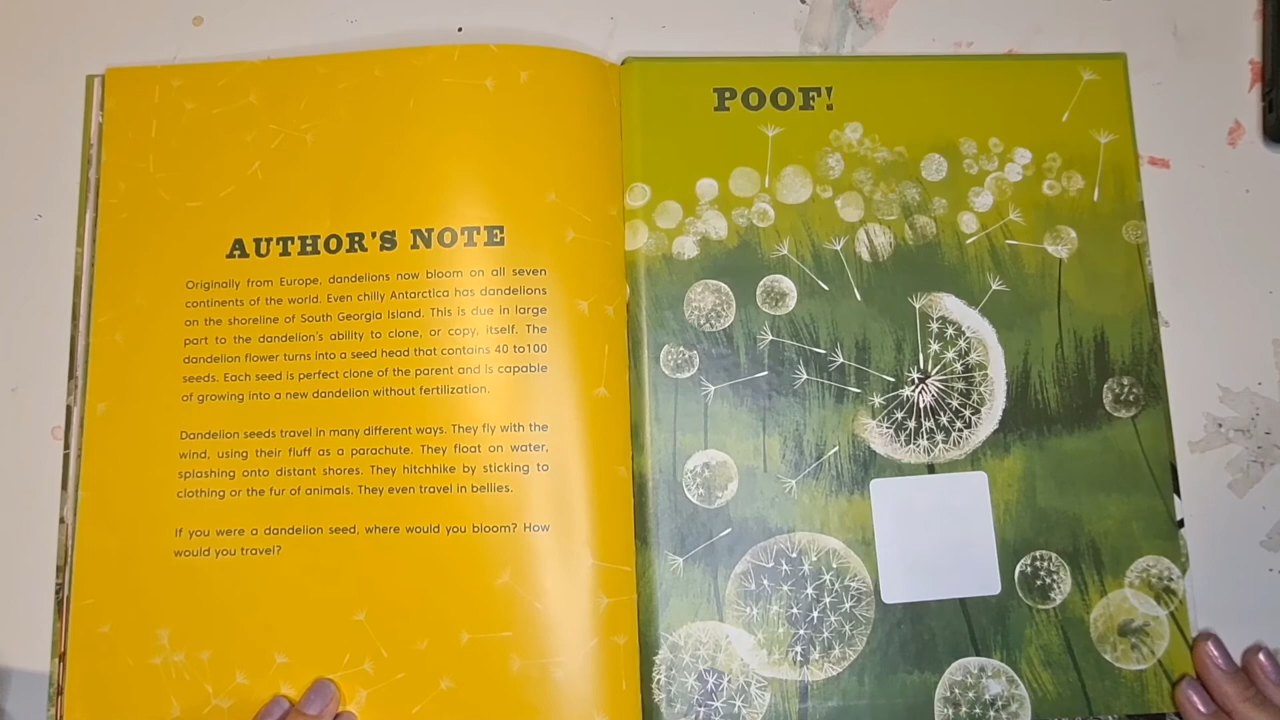 AUTHOR'S NOTE
Originally from Europe, dandelions now bloom on all seven
continents of the world. Even chilly Antarctica has dandelions
on the shoreline of South Georgia Island. This is due in large
part to the dandelion's ability to clone, or copy, itself. The
dandelion flower turns into a seed head that contains 40 to100
seeds. Each seed is perfect clone of the parent and is capable
of growing into a new dandelion without fertilization.
Dandelion seeds travel in many different ways. They fly with the
wind, using their fluff as a parachute. They float on water,
splashing onto distant shores. They hitchhike by sticking to
clothing or the fur of animals. They even travel in bellies.
If you were a dandelion seed, where would you bloom? How
would you travel?
POOF!